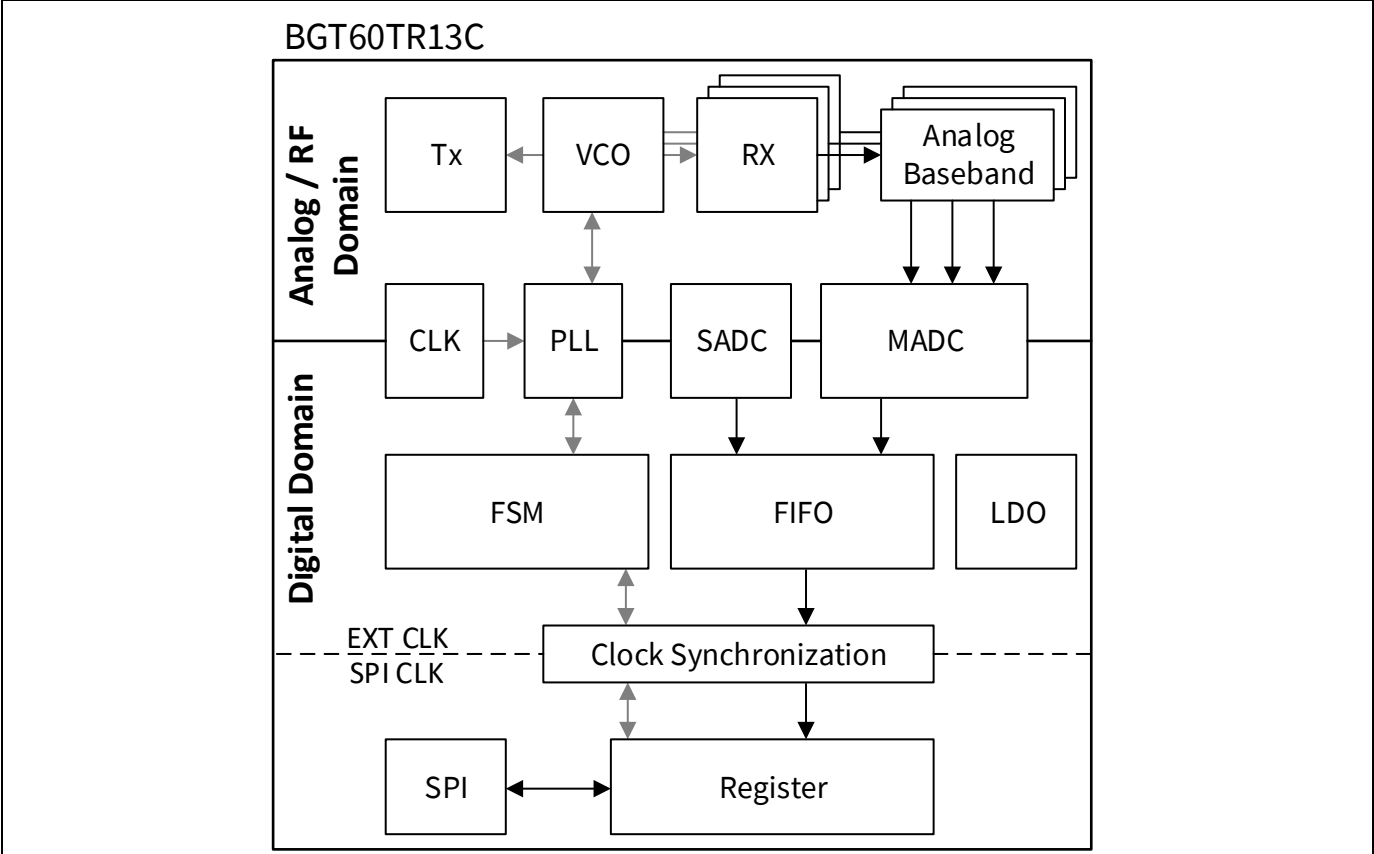 BGT60TR13C
Analog / RF
Domain
Tx
VCO
RX
Analog
Baseband
CLK
PLL
SADC
MADC
Digital Domain
FSM
FIFO
LDO
EXT CLK
SPI CLK
Clock Synchronization
SPI
Register